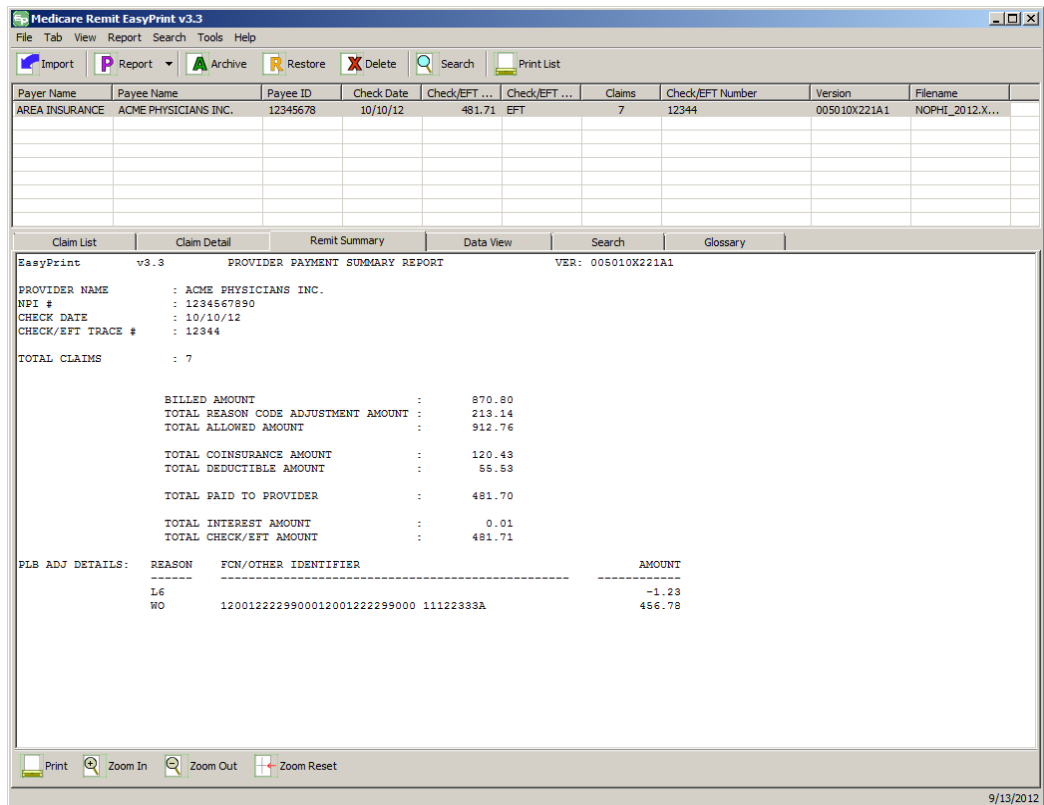 Medicare Remit EasyPrint v3.3
File Tab View Report Search Tools Help
Import P Report A Archive R Restore X Delete Search Print List
Payer Name Payee Name Payee ID Check Date Check/EFT ... Check/EFT ... Claims Check/EFT Number Version Filename
AREA INSURANCE ACME PHYSICIANS INC. 12345678 10/10/12 481.71 EFT 7 12344 005010X221A1 NOPHI_2012.X...
Claim List Claim Detail Remit Summary Data View Search Glossary
EasyPrint v3.3 PROVIDER PAYMENT SUMMARY REPORT VER: 005010X221A1
PROVIDER NAME : ACME PHYSICIANS INC.
NPI # : 1234567890
CHECK DATE : 10/10/12
CHECK/EFT TRACE # : 12344
TOTAL CLAIMS : 7
BILLED AMOUNT : 870.80
TOTAL REASON CODE ADJUSTMENT AMOUNT : 213.14
TOTAL ALLOWED AMOUNT : 912.76
TOTAL COINSURANCE AMOUNT : 120.43
TOTAL DEDUCTIBLE AMOUNT : 55.53
TOTAL PAID TO PROVIDER : 481.70
TOTAL INTEREST AMOUNT : 0.01
TOTAL CHECK/EFT AMOUNT : 481.71
PLB ADJ DETAILS: REASON FCN/OTHER IDENTIFIER AMOUNT
L6 -1.23
WO 1200122229900012001222299000 11122333A 456.78
Print Zoom In Zoom Out Zoom Reset
9/13/2012